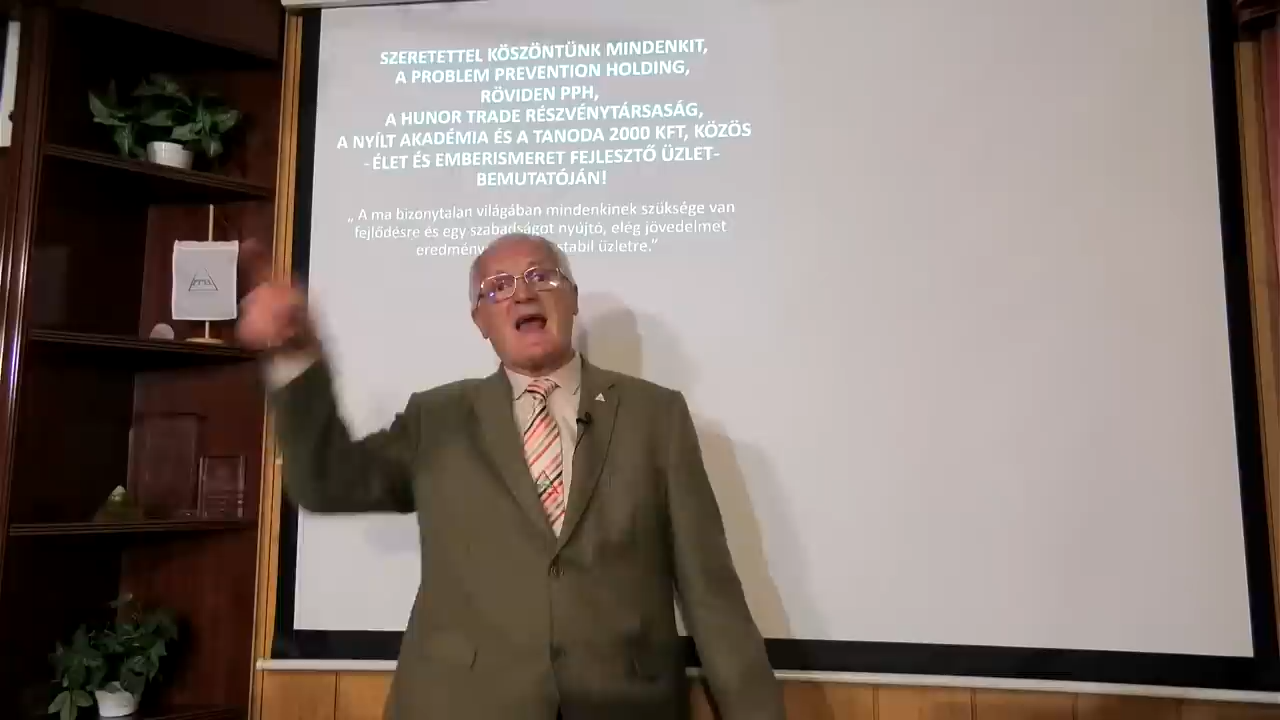 SZERETETTEL KÖSZÖNTÜNK MINDENKIT,
A PROBLEM PREVENTION HOLDING,
RÖVIDEN PPH,
A HUNOR TRADE RÉSZVÉNYTÁRSASÁG,
A NYÍLT AKADÉMIA ÉS A TANODA 2000 KFT, KÖZÖS
-ÉLET ÉS EMBERISMERET FEJLESZTŐ ÜZLET-
BEMUTATÓJÁN!
„ A ma bizonytalan világában mindenkinek szüksége van
fejlődésre és egy szabadságot nyújtó, elég jövedelmet
stabil üzletre.”